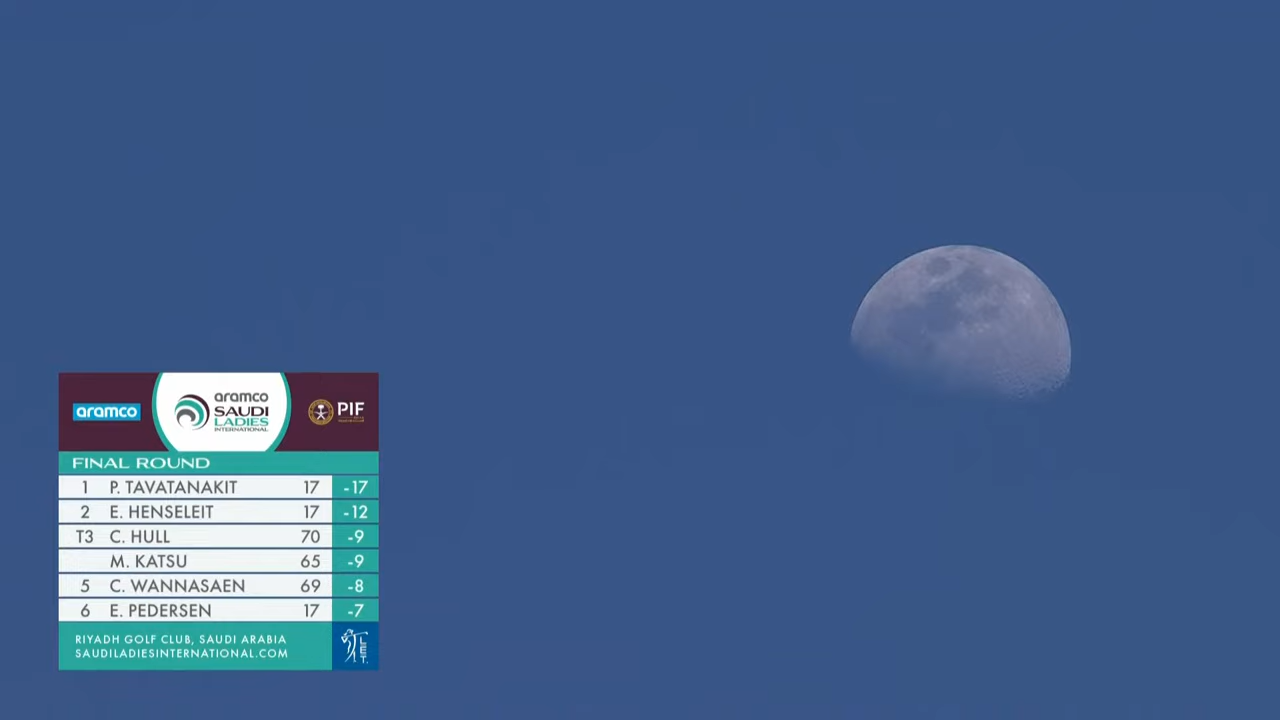 aramco
aramco
SAUDI
LADIES
INTERNATIONAL
PIF
FINAL ROUND
1 P. TAVATANAKIT 17 -17
2 E. HENSELEIT 17 -12
T3 C. HULL 70 -9
M. KATSU 65 -9
5 C. WANNASAEN 69 -8
6 E. PEDERSEN 17 -7
RIYADH GOLF CLUB, SAUDI ARABIA
SAUDILADIESINTERNATIONAL.COM
LET